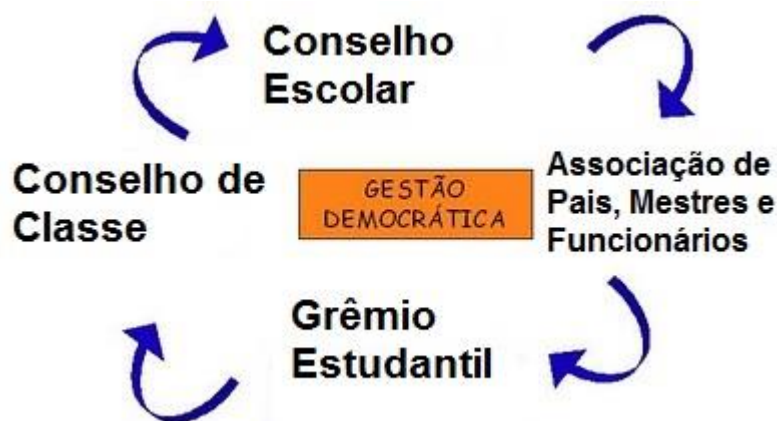 Conselho
Escolar
Conselho de
Classe
GESTÃO
DEMOCRÁTICA
Associação de
Pais, Mestres e
Funcionários
Grêmio
Estudantil